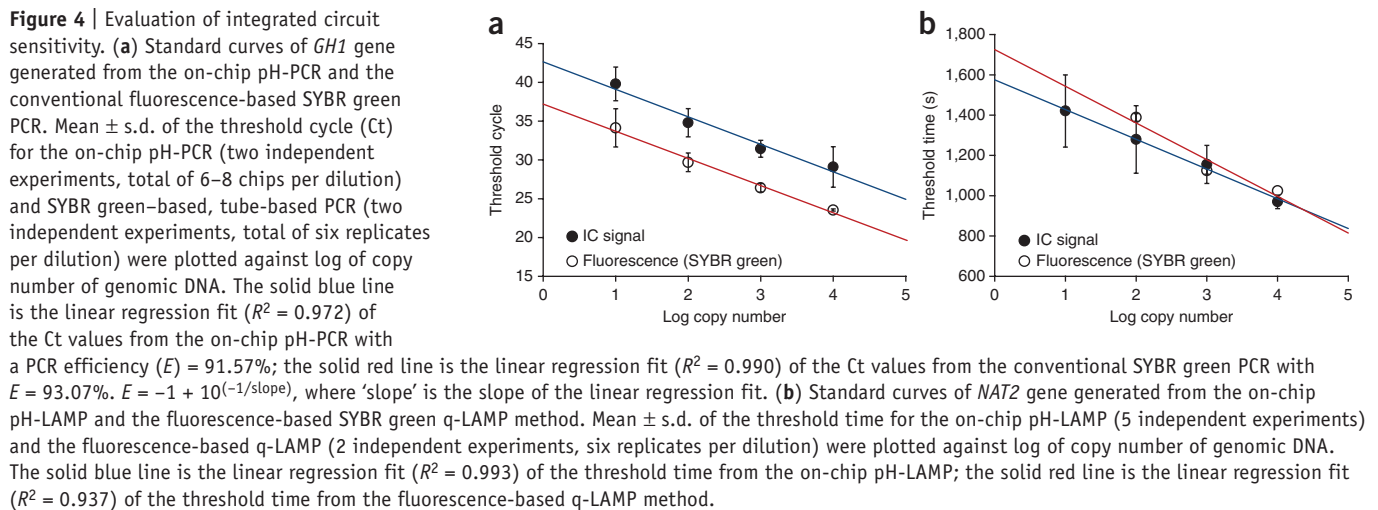 Figure 4 | Evaluation of integrated circuit
sensitivity. (a) Standard curves of GH1 gene
generated from the on-chip pH-PCR and the
conventional fluorescence-based SYBR green
PCR. Mean ± s.d. of the threshold cycle (Ct)
for the on-chip pH-PCR (two independent
experiments, total of 6–8 chips per dilution)
and SYBR green–based, tube-based PCR (two
independent experiments, total of six replicates
per dilution) were plotted against log of copy
number of genomic DNA. The solid blue line
is the linear regression fit (R² = 0.972) of
the Ct values from the on-chip pH-PCR with
a PCR efficiency (E) = 91.57%; the solid red line is the linear regression fit (R² = 0.990) of the Ct values from the conventional SYBR green PCR with
E = 93.07%. E = −1 + 10^(−1/slope), where ‘slope’ is the slope of the linear regression fit. (b) Standard curves of NAT2 gene generated from the on-chip
pH-LAMP and the fluorescence-based SYBR green q-LAMP method. Mean ± s.d. of the threshold time for the on-chip pH-LAMP (5 independent experiments)
and the fluorescence-based q-LAMP (2 independent experiments, six replicates per dilution) were plotted against log of copy number of genomic DNA.
The solid blue line is the linear regression fit (R² = 0.993) of the threshold time from the on-chip pH-LAMP; the solid red line is the linear regression fit
(R² = 0.937) of the threshold time from the fluorescence-based q-LAMP method.
a
Threshold cycle
45
40
35
30
25
20
15
IC signal
Fluorescence (SYBR green)
0 1 2 3 4 5
Log copy number
b
Threshold time (s)
1,800
1,600
1,400
1,200
1,000
800
600
IC signal
Fluorescence (SYBR green)
0 1 2 3 4 5
Log copy number